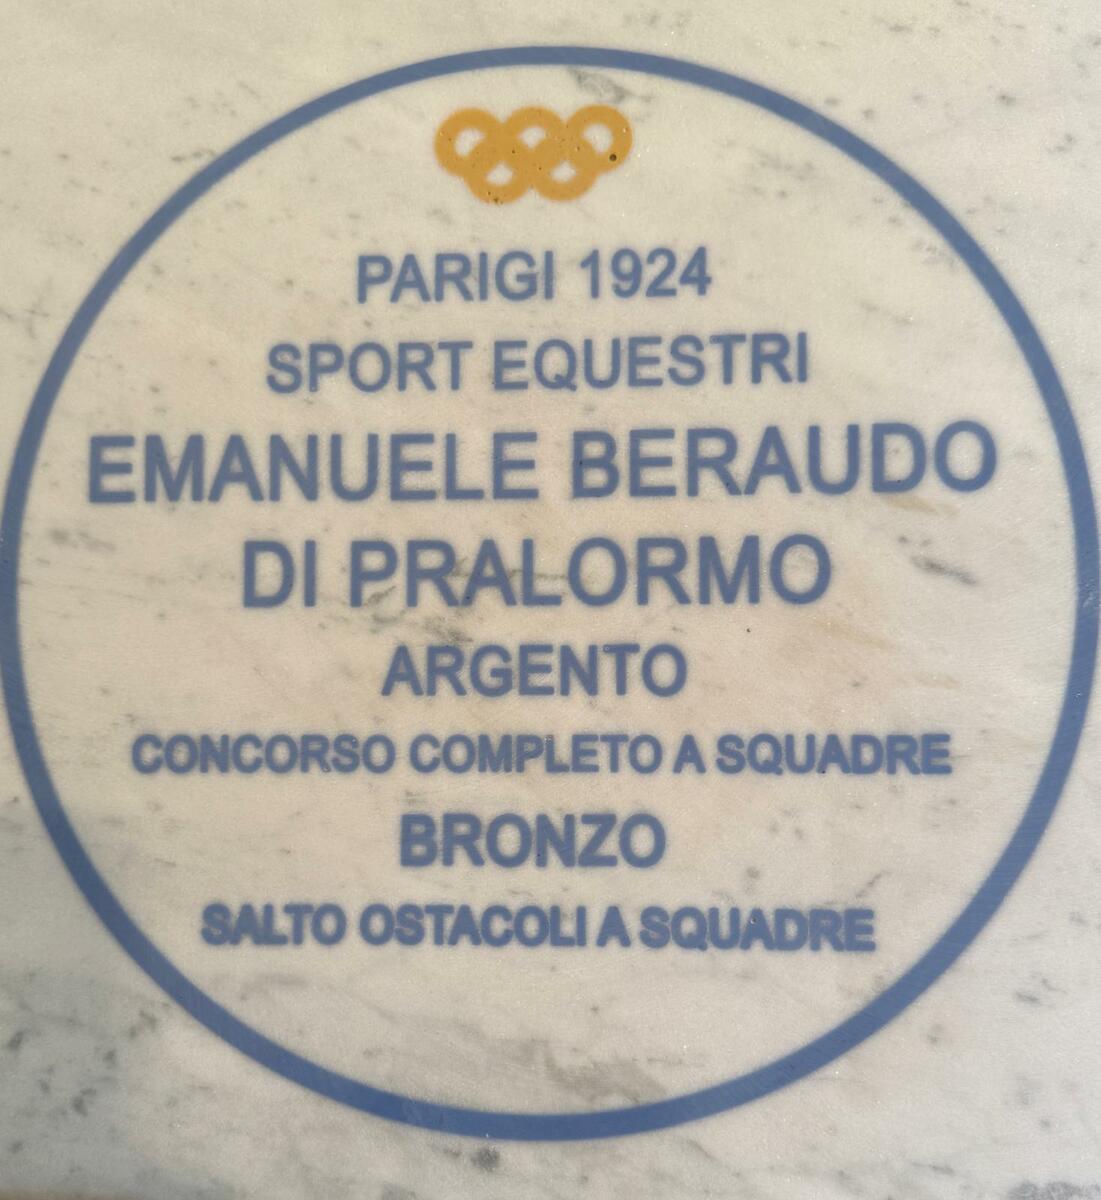 PARIGI 1924
SPORT EQUESTRI
EMANUELE BERAUDO
DI PRALORMO
ARGENTO
CONCORSO COMPLETO A SQUADRE
BRONZO
SALTO OSTACOLI A SQUADRE